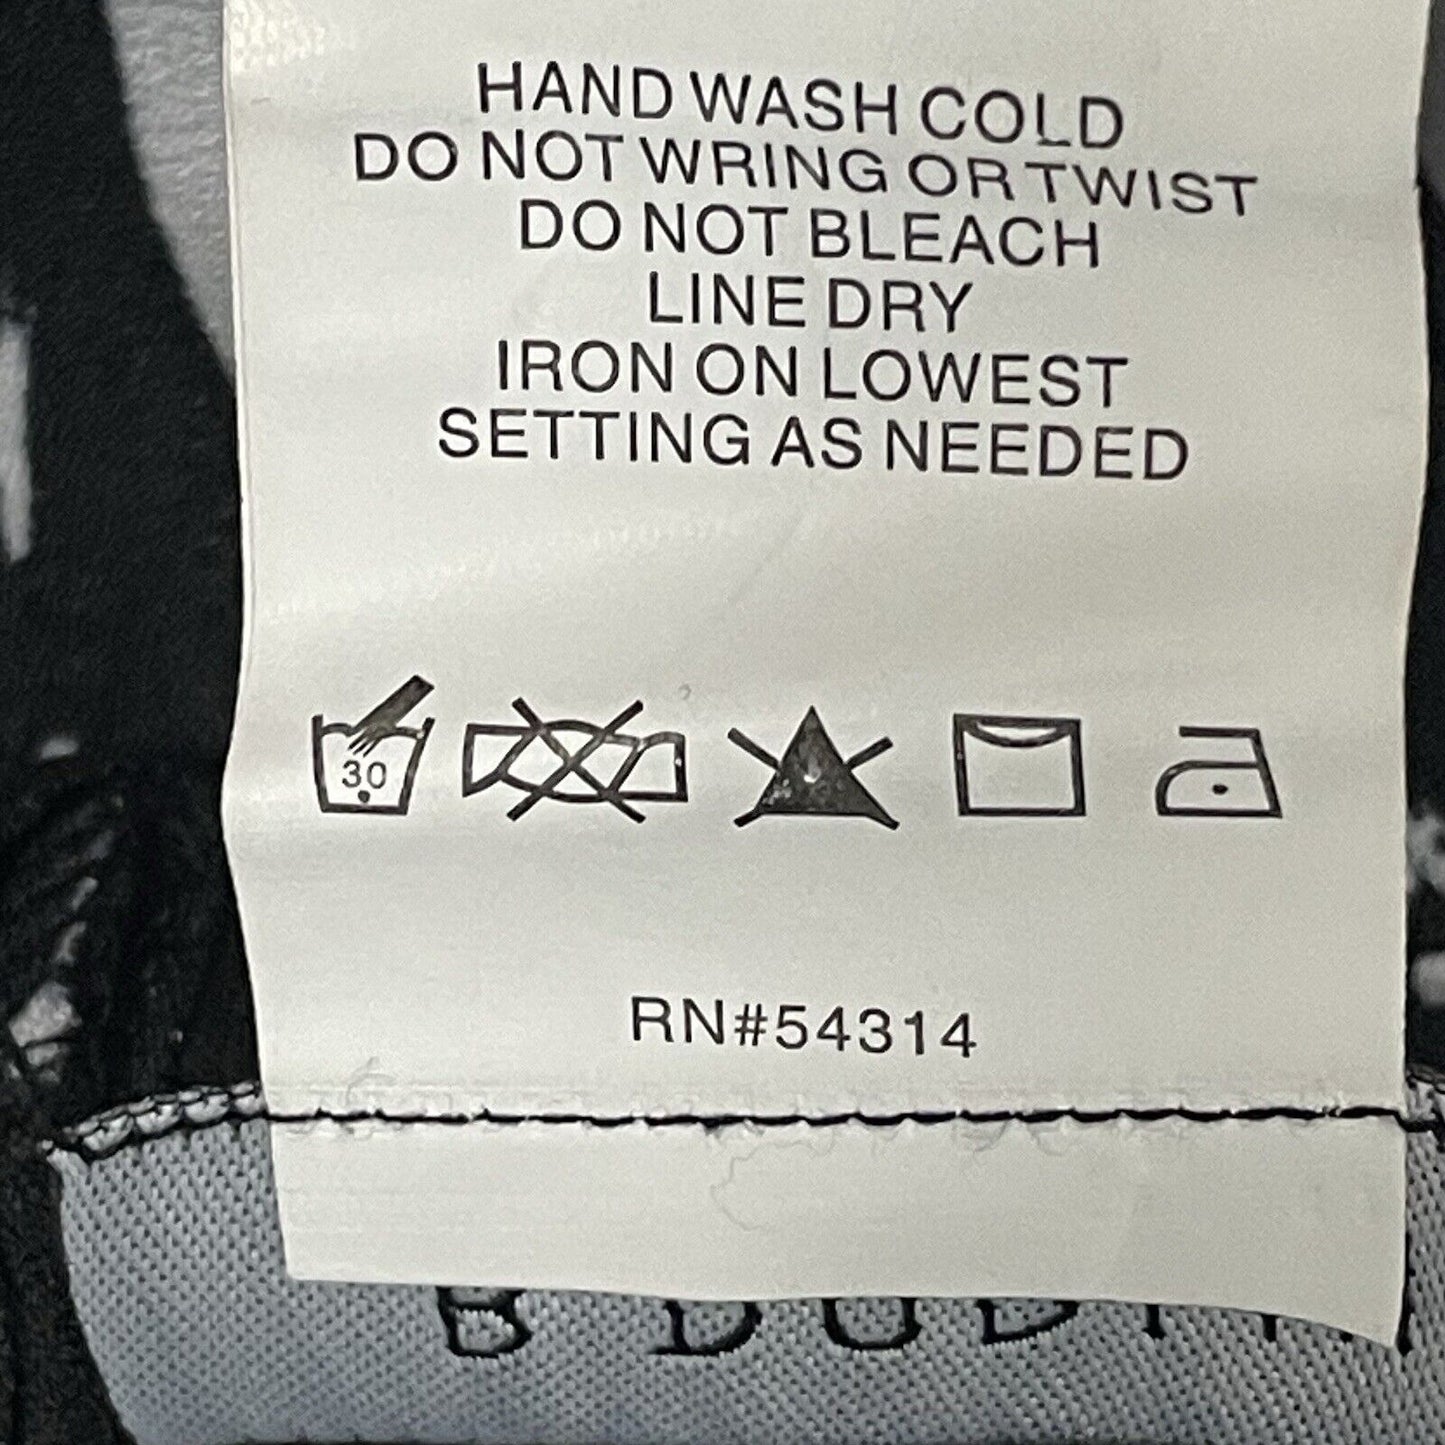 HAND WASH COLD
DO NOT WRING OR TWIST
DO NOT BLEACH
LINE DRY
IRON ON LOWEST
SETTING AS NEEDED
30
RN#54314